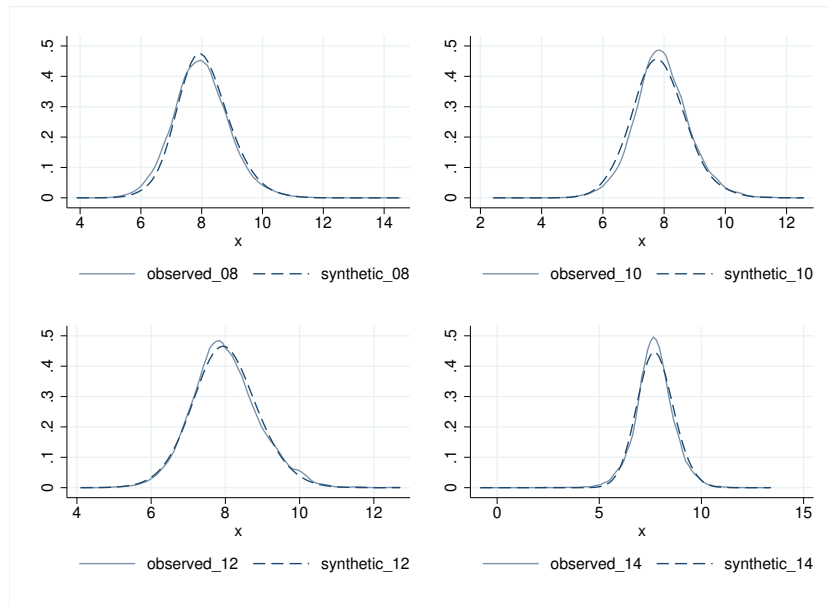 .5
.4
.3
.2
.1
0
4 6 8 10 12 14
x
observed_08 synthetic_08
.5
.4
.3
.2
.1
0
2 4 6 8 10 12
x
observed_10 synthetic_10
.5
.4
.3
.2
.1
0
4 6 8 10 12
x
observed_12 synthetic_12
.5
.4
.3
.2
.1
0
0 5 10 15
x
observed_14 synthetic_14